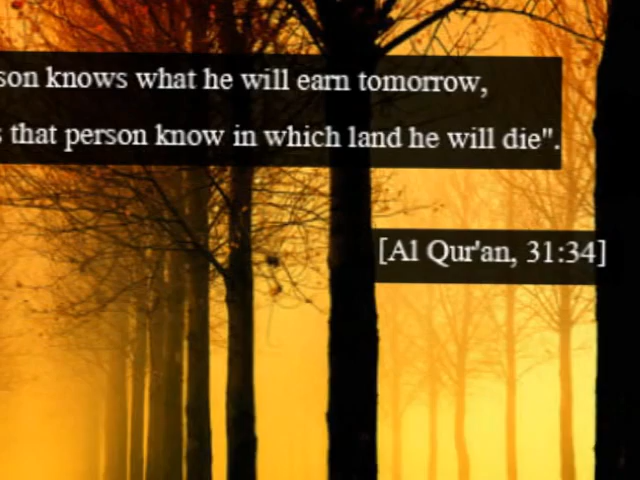 knows what he will earn tomorrow,
that person know in which land he will die".
[Al Qur'an, 31:34]